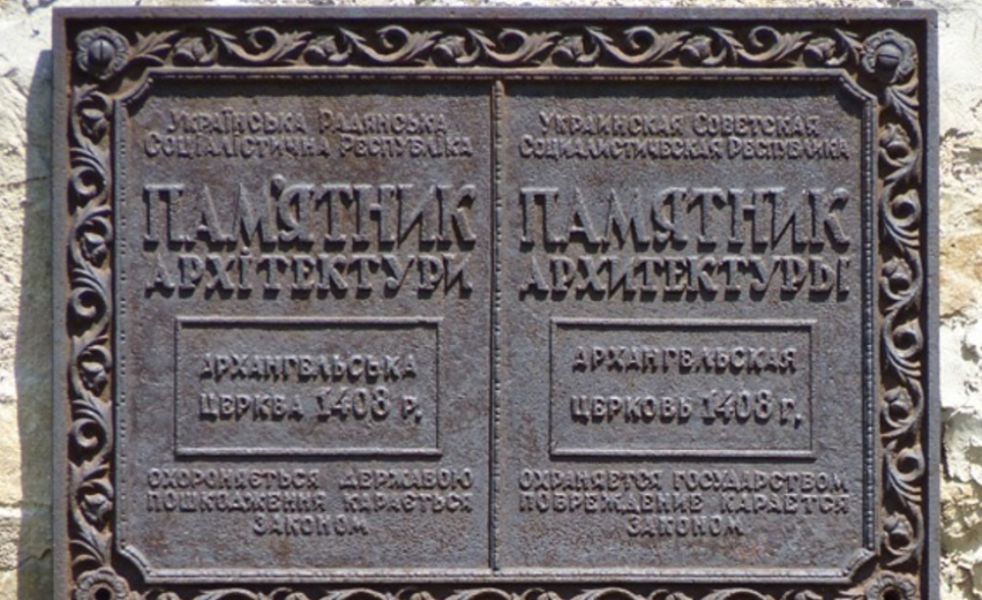 Українська Радянська
Соціалістична Республіка
ПАМ'ЯТНИК
АРХІТЕКТУРИ
АРХАНГЕЛЬСЬКА
ЦЕРКВА 1408 р.
ОХОРОНЯЄТЬСЯ ДЕРЖАВОЮ
ПОШКОДЖЕННЯ КАРАЄТЬСЯ
ЗАКОНОМ
Украинская Советская
Социалистическая Республика
ПАМЯТНИК
АРХИТЕКТУРЫ
АРХАНГЕЛЬСКАЯ
ЦЕРКОВЬ 1408 г.
ОХРАНЯЕТСЯ ГОСУДАРСТВОМ
ПОВРЕЖДЕНИЕ КАРАЕТСЯ
ЗАКОНОМ